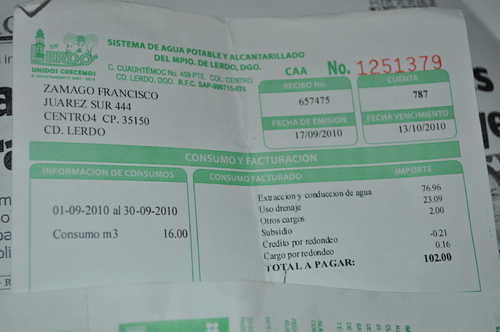 LERDO
UNIDOS CRECEMOS
SISTEMA DE AGUA POTABLE Y ALCANTARILLADO
DEL MPIO. DE LERDO, DGO.
C. CUAUHTÉMOC No. 409 PTE. COL. CENTRO
CD. LERDO, DGO. R.F.C. SAP-990715-876
CAA No. 1251379
ZAMAGO FRANCISCO
JUAREZ SUR 444
CENTRO4 CP. 35150
CD. LERDO
RECIBO No. CUENTA
657475 787
FECHA DE EMISION FECHA VENCIMIENTO
17/09/2010 13/10/2010
CONSUMO Y FACTURACION
INFORMACION DE CONSUMOS CONSUMO FACTURADO IMPORTE
01-09-2010 al 30-09-2010
Consumo m3 16.00
Extraccion y conduccion de agua 76.96
Uso drenaje 23.09
Otros cargos 2.00
Subsidio
Credito por redondeo -0.21
Cargo por redondeo 0.16
TOTAL A PAGAR: 102.00